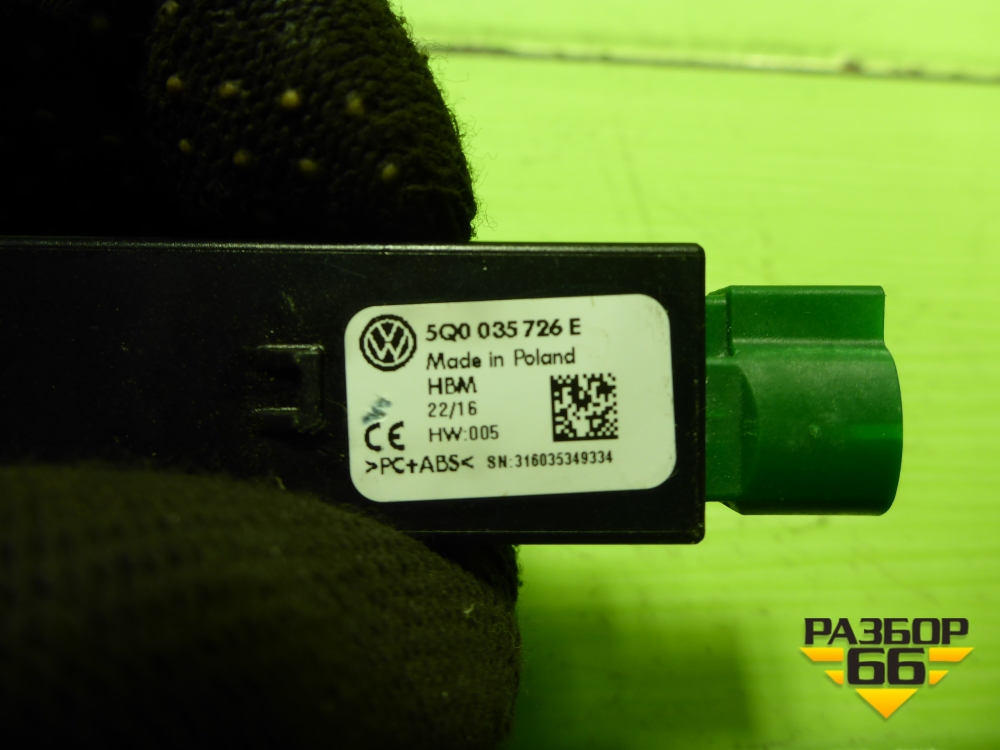 5Q0 035 726 E
Made in Poland
HBM
22/16
CE HW:005
>PC+ABS< SN:316035349334
РАЗБОР
66